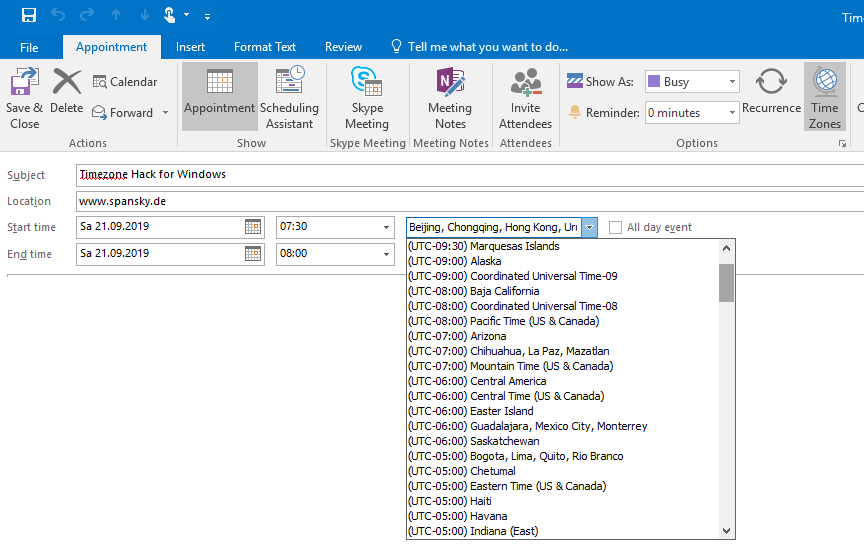 Time
File Appointment Insert Format Text Review Tell me what you want to do...
Save & Close
Delete
Calendar
Forward
Actions
Appointment
Scheduling Assistant
Show
Skype Meeting
Skype Meeting
Meeting Notes
Meeting Notes
Invite Attendees
Attendees
Show As: Busy
Reminder: 0 minutes
Recurrence
Time Zones
Options
Subject Timezone Hack for Windows
Location www.spansky.de
Start time Sa 21.09.2019 07:30 Beijing, Chongqing, Hong Kong, Uru All day event
End time Sa 21.09.2019 08:00
(UTC-09:30) Marquesas Islands
(UTC-09:00) Alaska
(UTC-09:00) Coordinated Universal Time-09
(UTC-08:00) Baja California
(UTC-08:00) Coordinated Universal Time-08
(UTC-08:00) Pacific Time (US & Canada)
(UTC-07:00) Arizona
(UTC-07:00) Chihuahua, La Paz, Mazatlan
(UTC-07:00) Mountain Time (US & Canada)
(UTC-06:00) Central America
(UTC-06:00) Central Time (US & Canada)
(UTC-06:00) Easter Island
(UTC-06:00) Guadalajara, Mexico City, Monterrey
(UTC-06:00) Saskatchewan
(UTC-05:00) Bogota, Lima, Quito, Rio Branco
(UTC-05:00) Chetumal
(UTC-05:00) Eastern Time (US & Canada)
(UTC-05:00) Haiti
(UTC-05:00) Havana
(UTC-05:00) Indiana (East)